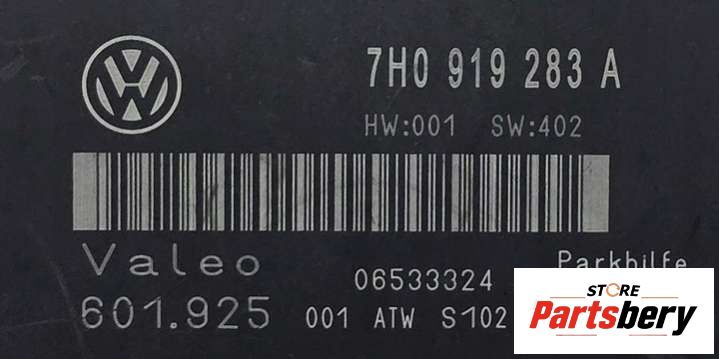 7H0 919 283 A
HW:001 SW:402
Valeo
06533324
Parkhilfe
601.925
001 ATW S102
STORE
Partsbery